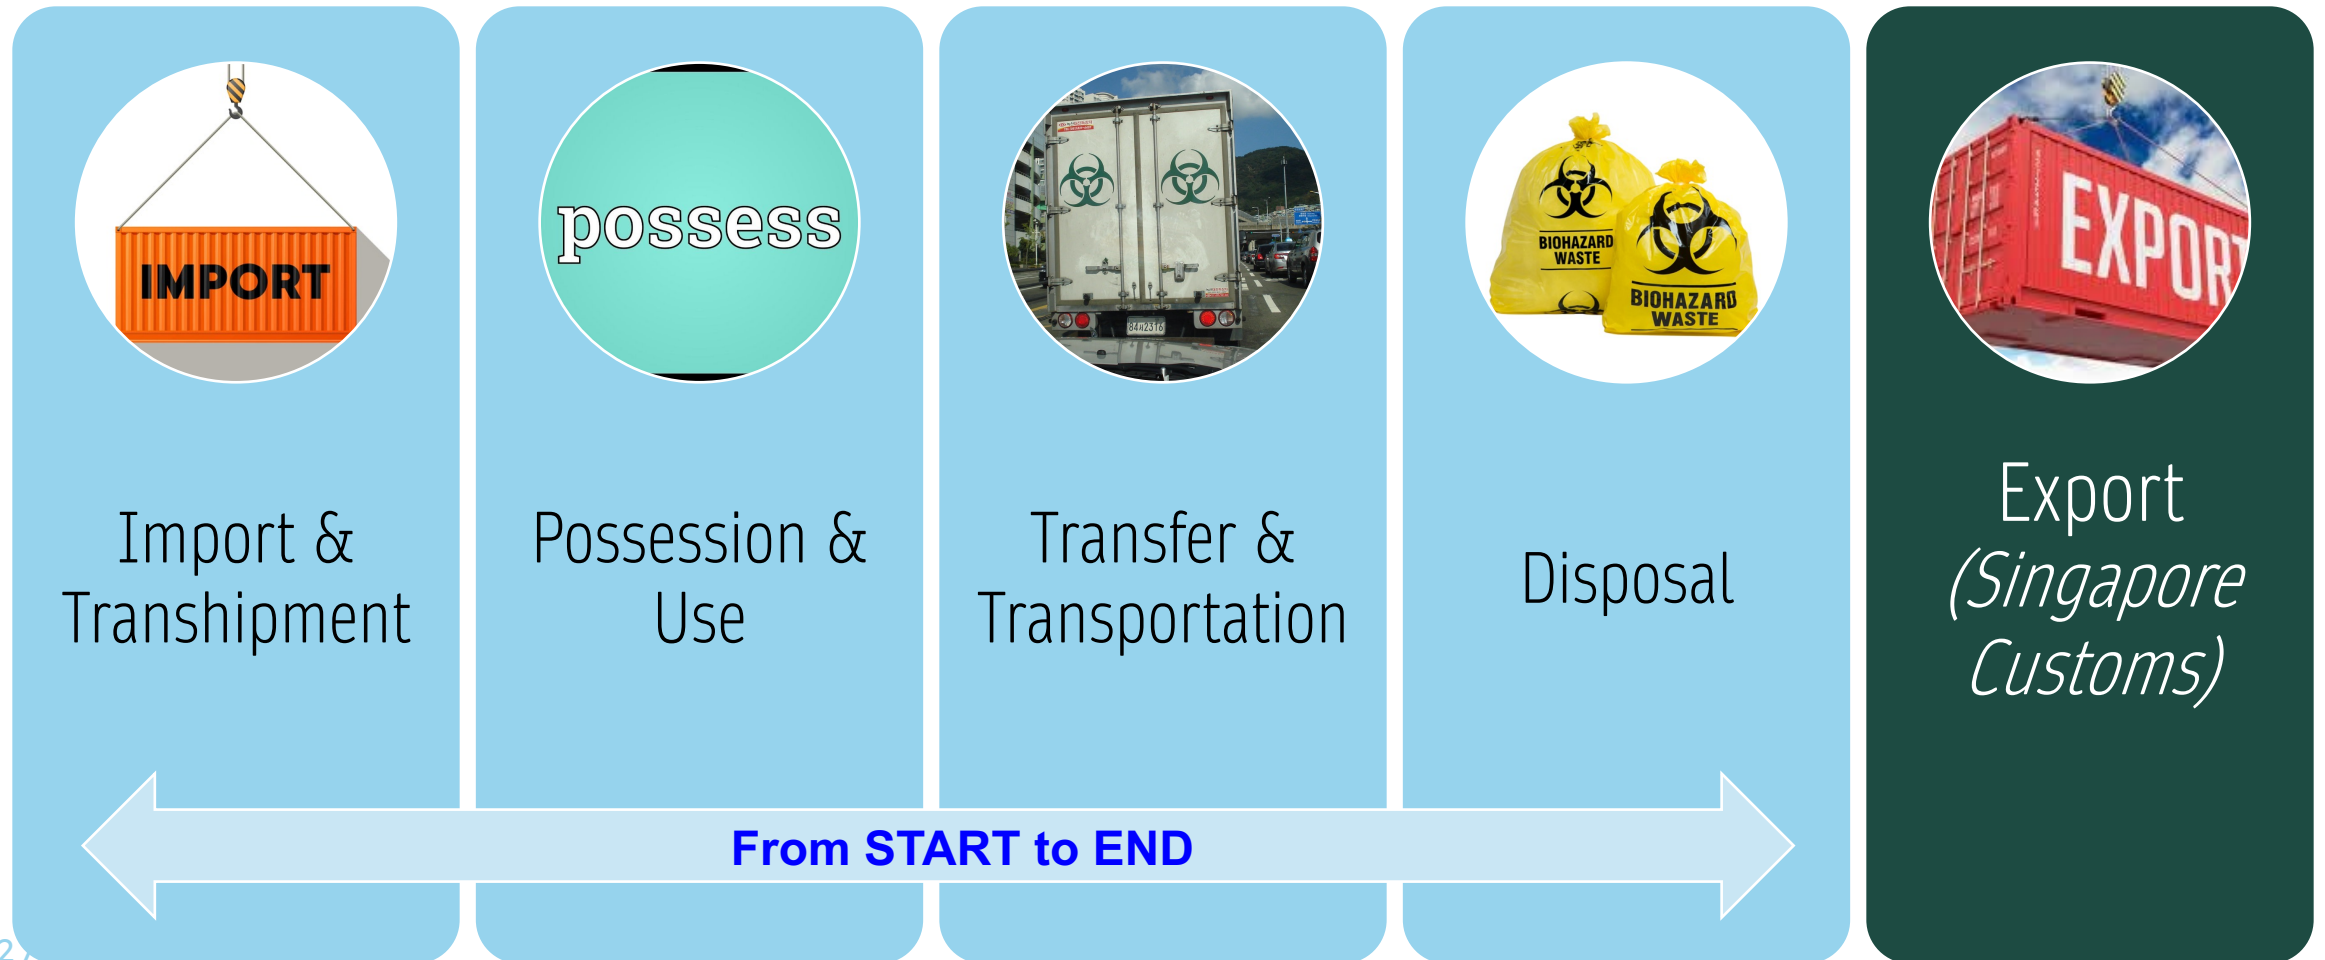 IMPORT
possess
BIOHAZARD
WASTE
BIOHAZARD
WASTE
EXPORT
Import &
Transhipment
Possession &
Use
Transfer &
Transportation
Disposal
Export
(Singapore
Customs)
From START to END